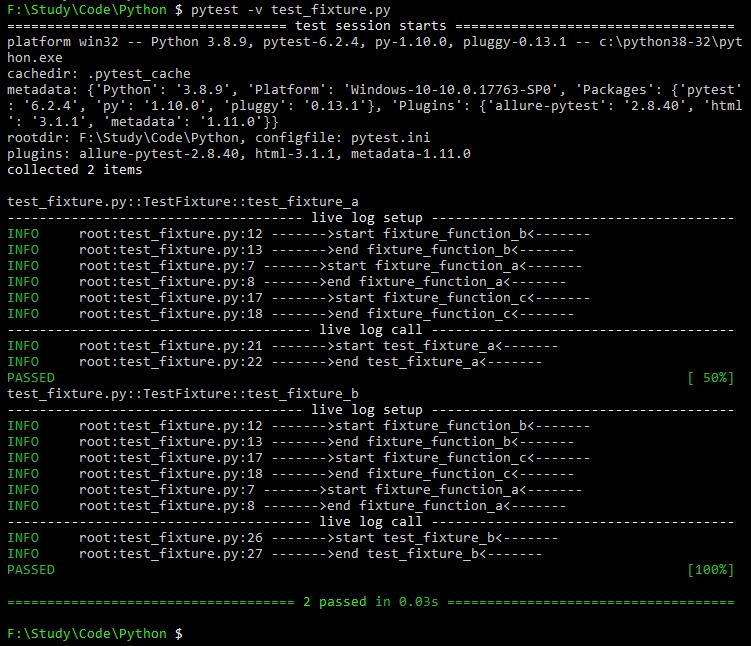 F:\Study\Code\Python $ pytest -v test_fixture.py
=================================== test session starts ===================================
platform win32 -- Python 3.8.9, pytest-6.2.4, py-1.10.0, pluggy-0.13.1 -- c:\python38-32\pyt
hon.exe
cachedir: .pytest_cache
metadata: {'Python': '3.8.9', 'Platform': 'Windows-10-10.0.17763-SP0', 'Packages': {'pytest'
: '6.2.4', 'py': '1.10.0', 'pluggy': '0.13.1'}, 'Plugins': {'allure-pytest': '2.8.40', 'html
': '3.1.1', 'metadata': '1.11.0'}}
rootdir: F:\Study\Code\Python, configfile: pytest.ini
plugins: allure-pytest-2.8.40, html-3.1.1, metadata-1.11.0
collected 2 items
test_fixture.py::TestFixture::test_fixture_a
------------------------------------- live log setup --------------------------------------
INFO     root:test_fixture.py:12 ------->start fixture_function_b<-------
INFO     root:test_fixture.py:13 ------->end fixture_function_b<-------
INFO     root:test_fixture.py:7 ------->start fixture_function_a<-------
INFO     root:test_fixture.py:8 ------->end fixture_function_a<-------
INFO     root:test_fixture.py:17 ------->start fixture_function_c<-------
INFO     root:test_fixture.py:18 ------->end fixture_function_c<-------
-------------------------------------- live log call --------------------------------------
INFO     root:test_fixture.py:21 ------->start test_fixture_a<-------
INFO     root:test_fixture.py:22 ------->end test_fixture_a<-------
PASSED                                                                               [ 50%]
test_fixture.py::TestFixture::test_fixture_b
------------------------------------- live log setup --------------------------------------
INFO     root:test_fixture.py:12 ------->start fixture_function_b<-------
INFO     root:test_fixture.py:13 ------->end fixture_function_b<-------
INFO     root:test_fixture.py:17 ------->start fixture_function_c<-------
INFO     root:test_fixture.py:18 ------->end fixture_function_c<-------
INFO     root:test_fixture.py:7 ------->start fixture_function_a<-------
INFO     root:test_fixture.py:8 ------->end fixture_function_a<-------
-------------------------------------- live log call --------------------------------------
INFO     root:test_fixture.py:26 ------->start test_fixture_b<-------
INFO     root:test_fixture.py:27 ------->end test_fixture_b<-------
PASSED                                                                               [100%]
==================================== 2 passed in 0.03s ====================================
F:\Study\Code\Python $